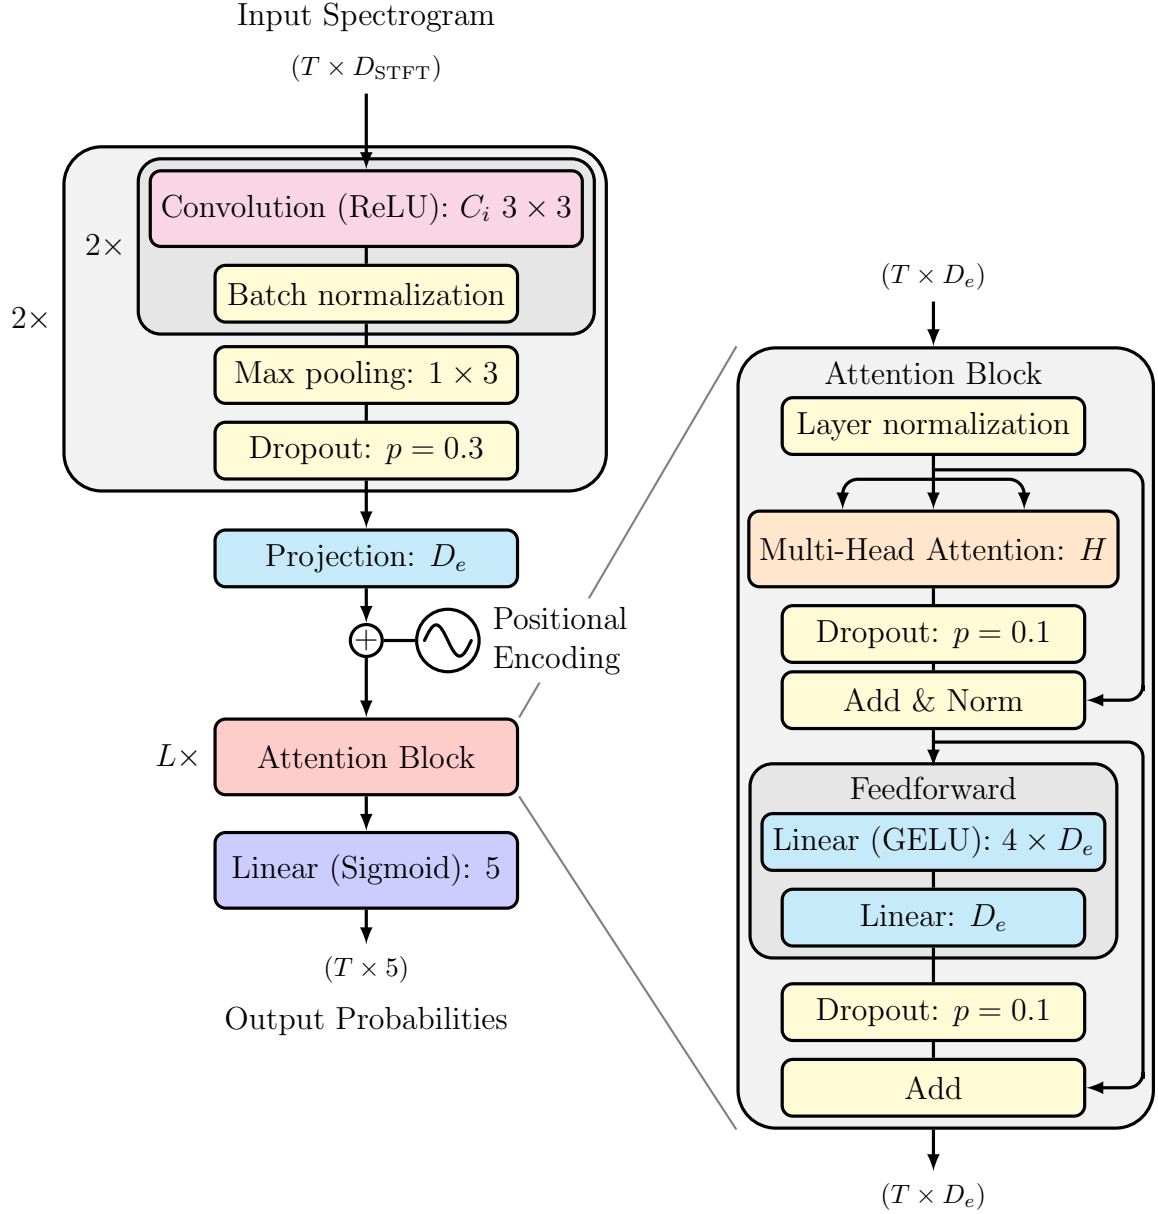 Input Spectrogram
(T × D_STFT)
2×
2×
Convolution (ReLU): C_i 3 × 3
Batch normalization
Max pooling: 1 × 3
Dropout: p = 0.3
Projection: D_e
+
Positional
Encoding
L×
Attention Block
Linear (Sigmoid): 5
(T × 5)
Output Probabilities
(T × D_e)
Attention Block
Layer normalization
Multi-Head Attention: H
Dropout: p = 0.1
Add & Norm
Feedforward
Linear (GELU): 4 × D_e
Linear: D_e
Dropout: p = 0.1
Add
(T × D_e)